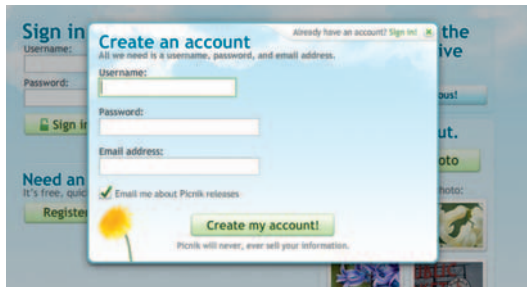 Sign in
Username:
Password:
Sign in
Need an
It's free, quick
Register
Create an account
Already have an account? Sign in!
All we need is a username, password, and email address.
Username:
Password:
Email address:
Email me about Picnik releases
Create my account!
Picnik will never, ever sell your information.
the
ive
ous!
ut.
oto
hoto: